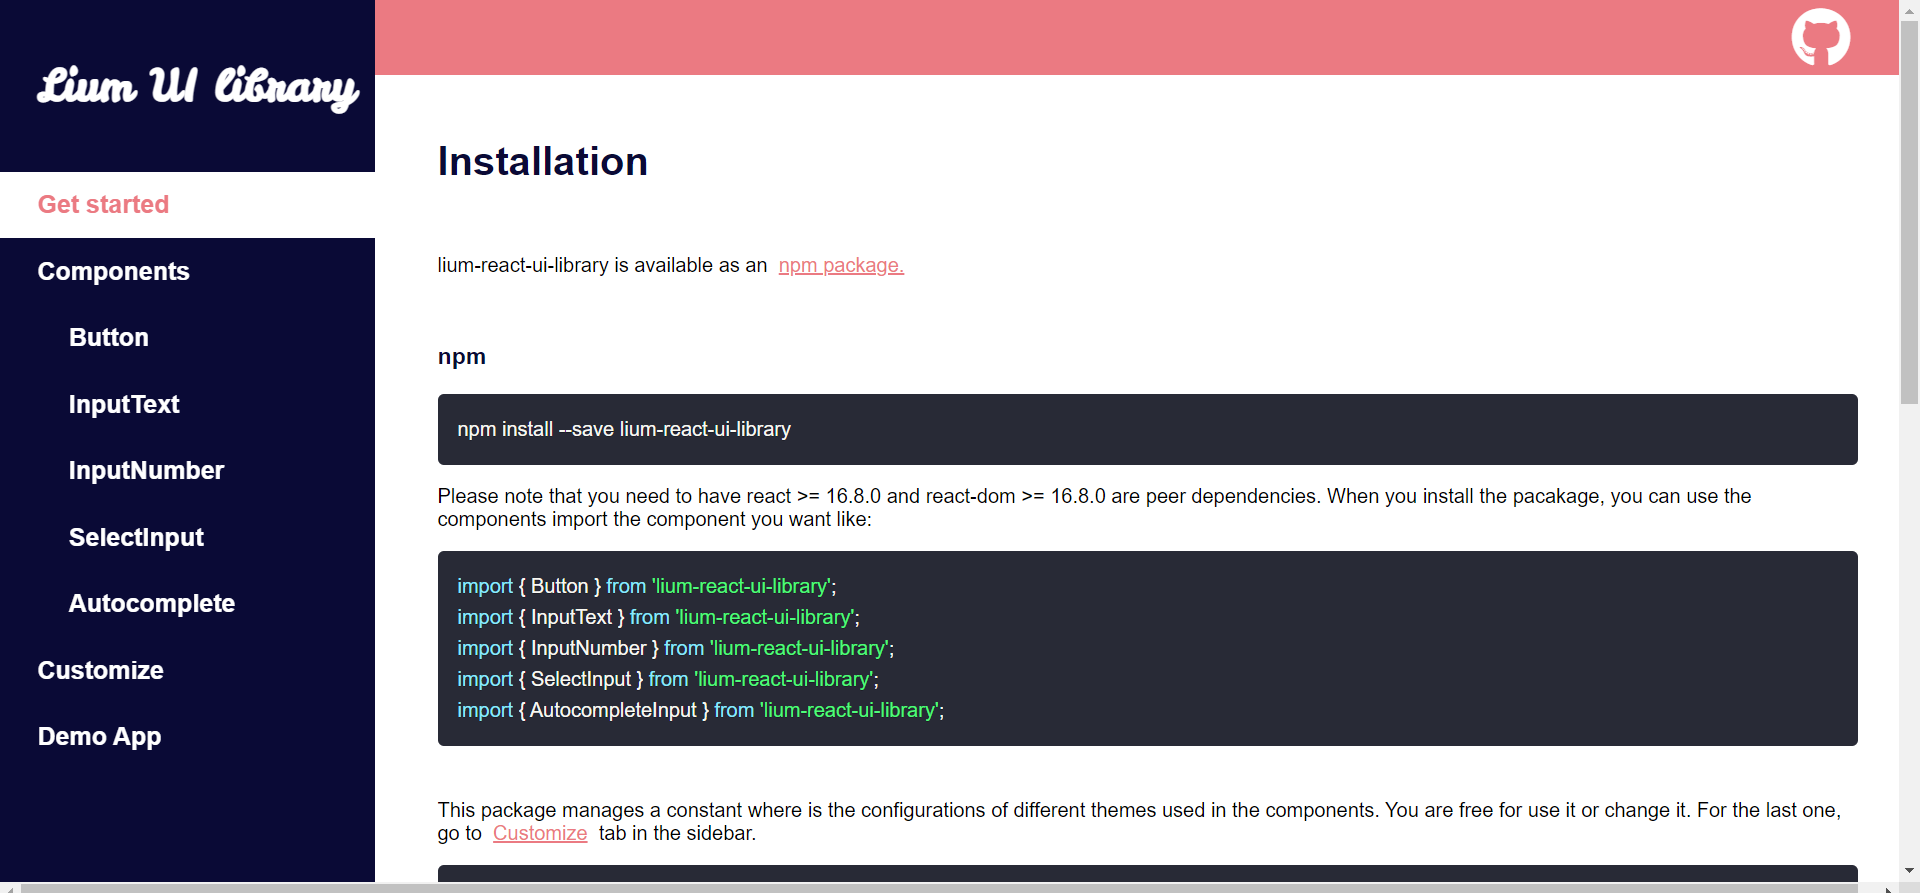 Lium UI library
Get started
Components
Button
InputText
InputNumber
SelectInput
Autocomplete
Customize
Demo App
Installation
lium-react-ui-library is available as an npm package.
npm
npm install --save lium-react-ui-library
Please note that you need to have react >= 16.8.0 and react-dom >= 16.8.0 are peer dependencies. When you install the pacakage, you can use the
components import the component you want like:
import { Button } from 'lium-react-ui-library';
import { InputText } from 'lium-react-ui-library';
import { InputNumber } from 'lium-react-ui-library';
import { SelectInput } from 'lium-react-ui-library';
import { AutocompleteInput } from 'lium-react-ui-library';
This package manages a constant where is the configurations of different themes used in the components. You are free for use it or change it. For the last one,
go to Customize tab in the sidebar.